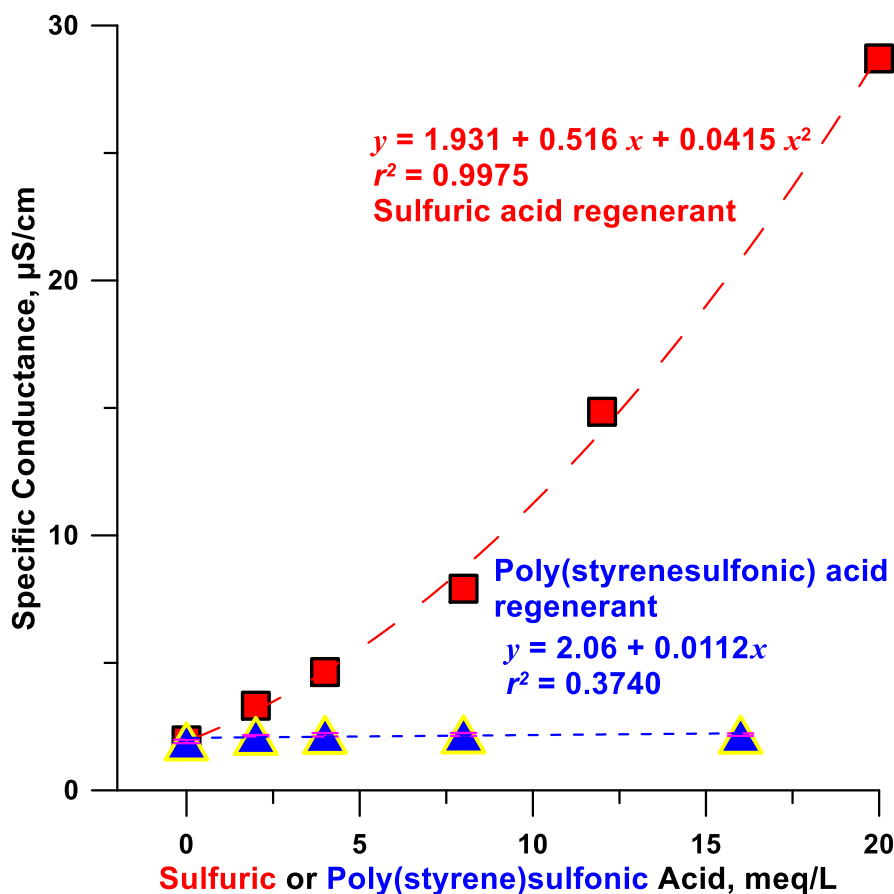 30
20
10
0
Specific Conductance, µS/cm
y = 1.931 + 0.516 x + 0.0415 x²
r² = 0.9975
Sulfuric acid regenerant
Poly(styrenesulfonic) acid
regenerant
y = 2.06 + 0.0112x
r² = 0.3740
0 5 10 15 20
Sulfuric or Poly(styrene)sulfonic Acid, meq/L